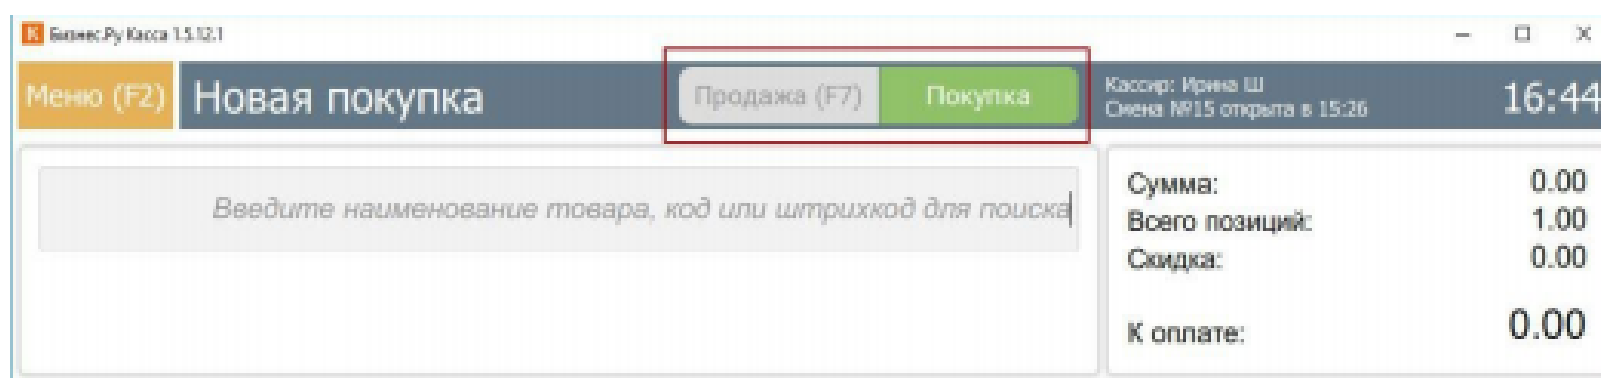 Бизнес.Ру Касса 1.5.12.1
Меню (F2)
Новая покупка
Продажа (F7)
Покупка
Кассир: Ирина Ш
Смена №15 открыта в 15:26
16:44
Введите наименование товара, код или штрихкод для поиска
Сумма: 0.00
Всего позиций: 1.00
Скидка: 0.00
К оплате: 0.00